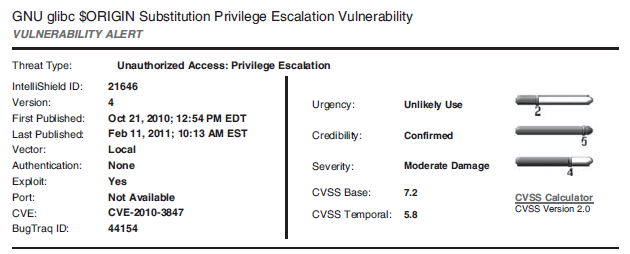 GNU glibc $ORIGIN Substitution Privilege Escalation Vulnerability
VULNERABILITY ALERT
Threat Type: Unauthorized Access: Privilege Escalation
IntelliShield ID: 21646
Version: 4
First Published: Oct 21, 2010; 12:54 PM EDT
Last Published: Feb 11, 2011; 10:13 AM EST
Vector: Local
Authentication: None
Exploit: Yes
Port: Not Available
CVE: CVE-2010-3847
BugTraq ID: 44154
Urgency: Unlikely Use 2
Credibility: Confirmed 5
Severity: Moderate Damage 4
CVSS Base: 7.2
CVSS Temporal: 5.8
CVSS Calculator
CVSS Version 2.0